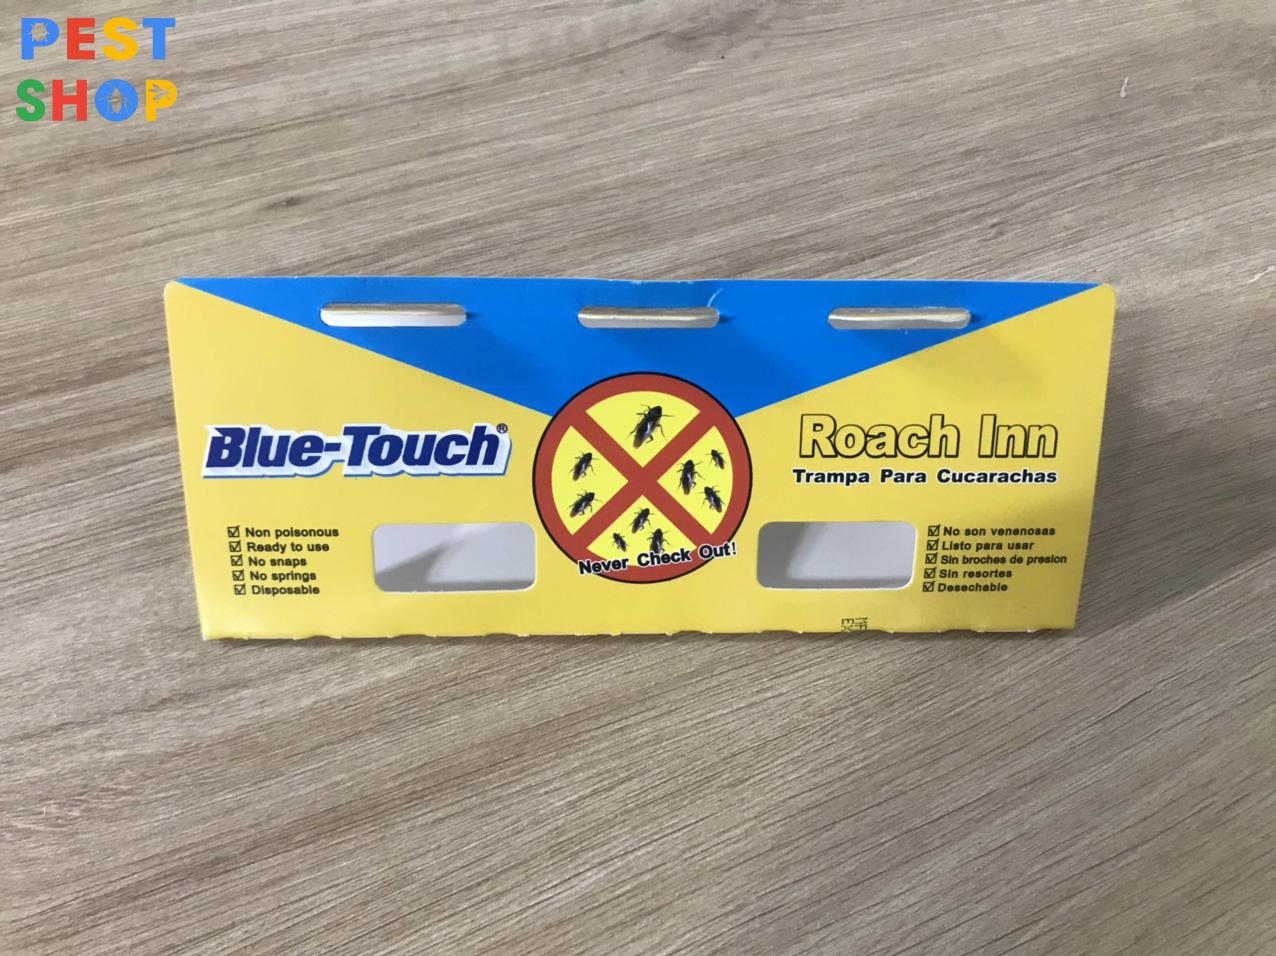 PEST
SHOP
Blue-Touch®
Roach Inn
Trampa Para Cucarachas
Non poisonous
Ready to use
No snaps
No springs
Disposable
Never Check Out!
No son venenosas
Listo para usar
Sin broches de presion
Sin resortes
Desechable